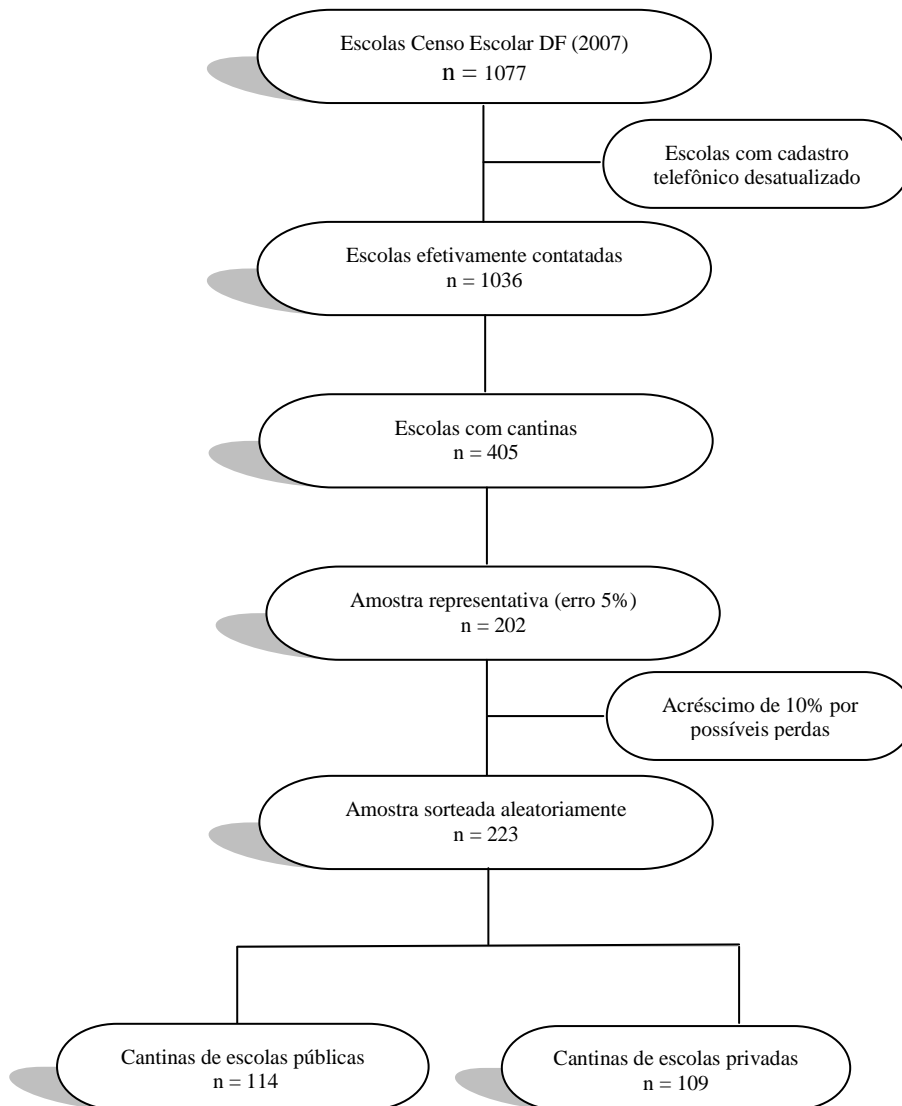 Escolas Censo Escolar DF (2007)
n = 1077
Escolas com cadastro
telefônico desatualizado
Escolas efetivamente contatadas
n = 1036
Escolas com cantinas
n = 405
Amostra representativa (erro 5%)
n = 202
Acréscimo de 10% por
possíveis perdas
Amostra sorteada aleatoriamente
n = 223
Cantinas de escolas públicas
n = 114
Cantinas de escolas privadas
n = 109